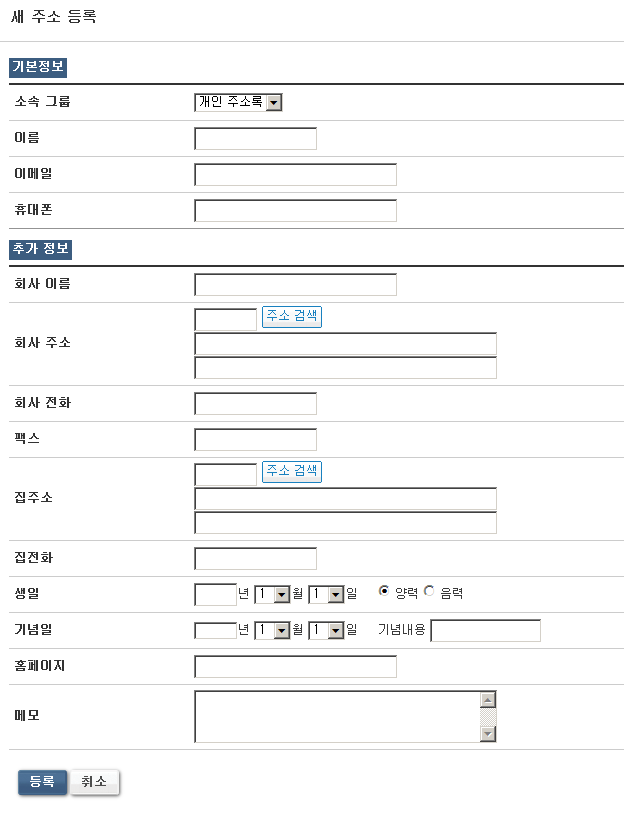 새 주소 등록
기본정보
소속 그룹 개인 주소록
이름
이메일
휴대폰
추가 정보
회사 이름
주소 검색
회사 주소
회사 전화
팩스
주소 검색
집주소
집전화
생일 년 1 월 1 일 양력 음력
기념일 년 1 월 1 일 기념내용
홈페이지
메모
등록 취소